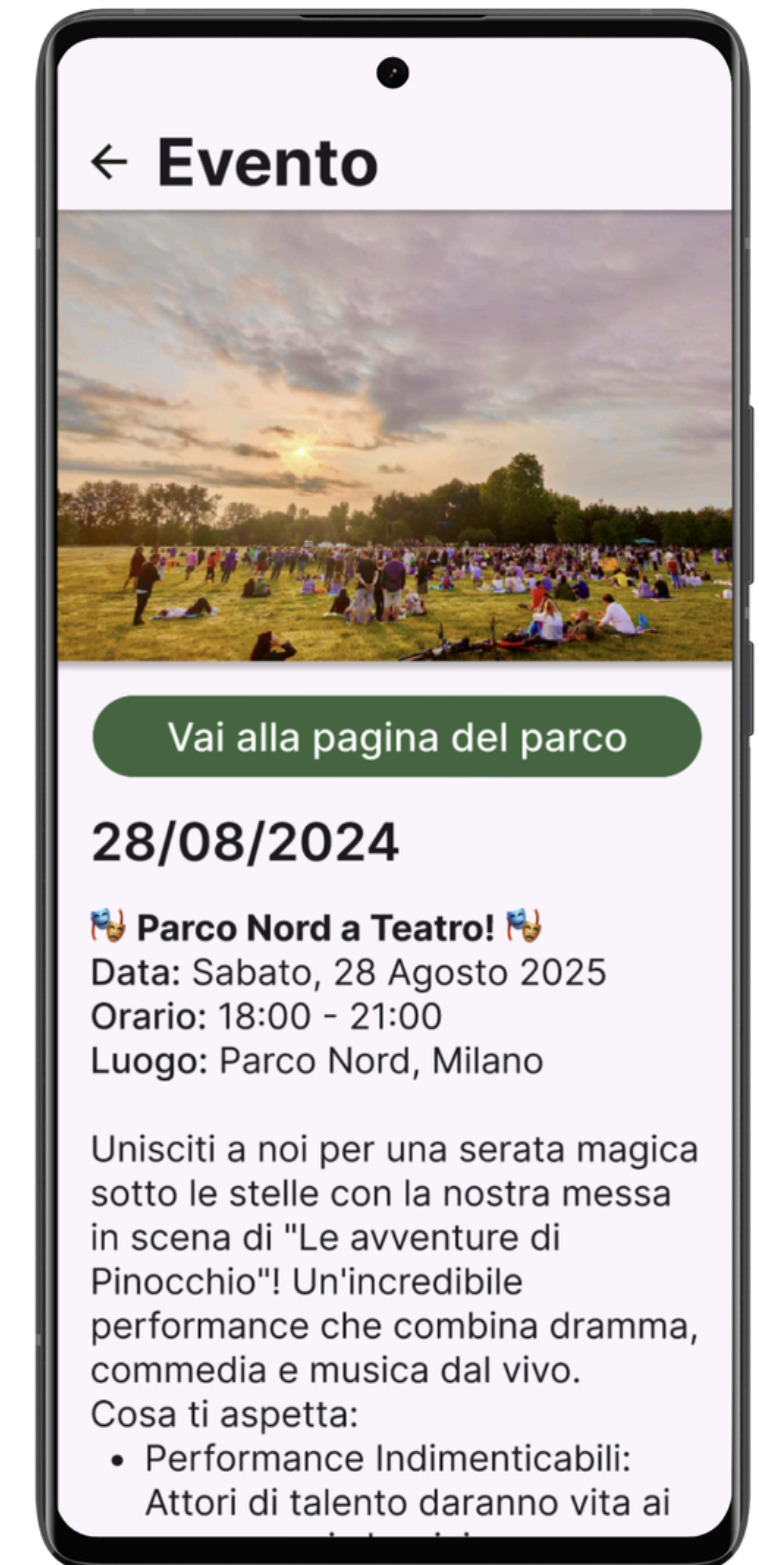 Evento
Vai alla pagina del parco
28/08/2024
🎭 Parco Nord a Teatro! 🎭
Data: Sabato, 28 Agosto 2025
Orario: 18:00 - 21:00
Luogo: Parco Nord, Milano
Unisciti a noi per una serata magica
sotto le stelle con la nostra messa
in scena di "Le avventure di
Pinocchio"! Un'incredibile
performance che combina dramma,
commedia e musica dal vivo.
Cosa ti aspetta:
• Performance Indimenticabili:
Attori di talento daranno vita ai